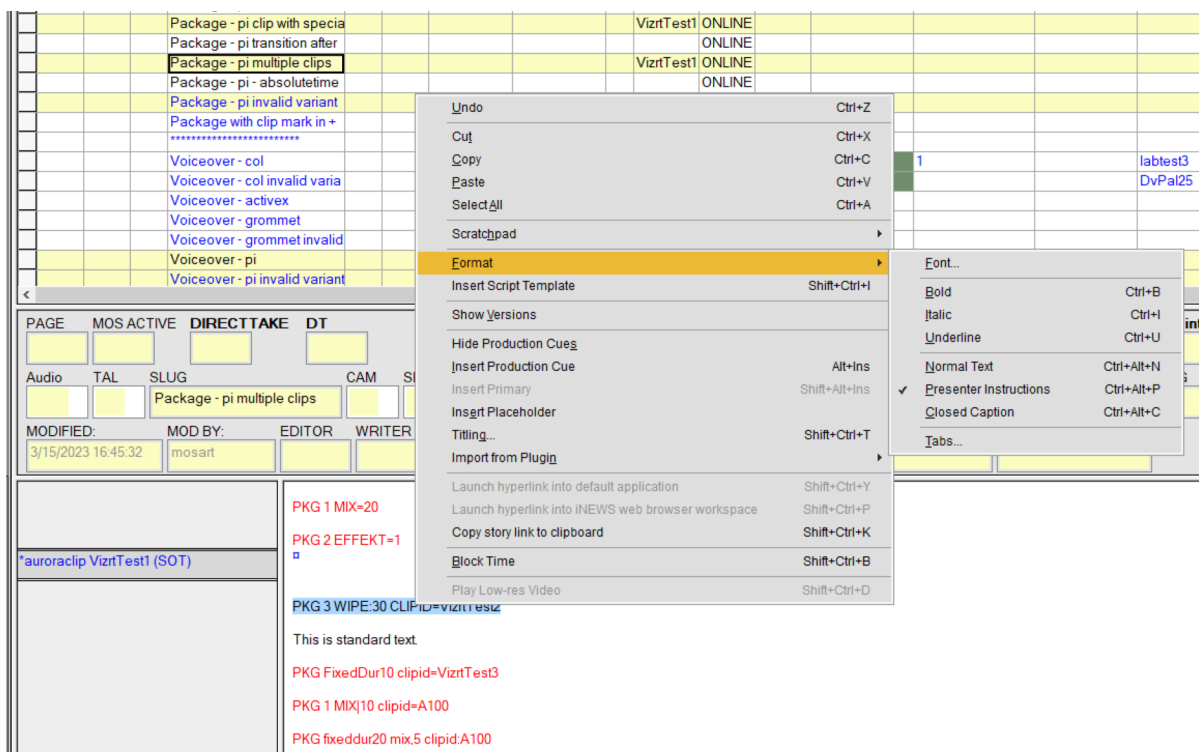 Package - pi clip with specia VizrtTest1 ONLINE
Package - pi transition after ONLINE
Package - pi multiple clips VizrtTest1 ONLINE
Package - pi - absolutetime ONLINE
Package - pi invalid variant
Package with clip mark in +
*************************
Voiceover - col 1 labtest3
Voiceover - col invalid varia DvPal25
Voiceover - activex
Voiceover - grommet
Voiceover - grommet invalid
Voiceover - pi
Voiceover - pi invalid variant
Undo Ctrl+Z
Cut Ctrl+X
Copy Ctrl+C
Paste Ctrl+V
Select All Ctrl+A
Scratchpad
Format
Insert Script Template Shift+Ctrl+I
Show Versions
Hide Production Cues
Insert Production Cue Alt+Ins
Insert Primary Shift+Alt+Ins
Insert Placeholder
Titling... Shift+Ctrl+T
Import from Plugin
Launch hyperlink into default application Shift+Ctrl+Y
Launch hyperlink into iNEWS web browser workspace Shift+Ctrl+P
Copy story link to clipboard Shift+Ctrl+K
Block Time Shift+Ctrl+B
Play Low-res Video Shift+Ctrl+D
Font...
Bold Ctrl+B
Italic Ctrl+I
Underline Ctrl+U
Normal Text Ctrl+Alt+N
✓ Presenter Instructions Ctrl+Alt+P
Closed Caption Ctrl+Alt+C
Tabs...
PAGE MOS ACTIVE DIRECTTAKE DT
Audio TAL SLUG CAM
Package - pi multiple clips
MODIFIED: MOD BY: EDITOR WRITER
3/15/2023 16:45:32 mosart
*auroraclip VizrtTest1 (SOT)
PKG 1 MIX=20
PKG 2 EFFEKT=1
¤
PKG 3 WIPE:30 CLIPID=VizrtTest2
This is standard text.
PKG FixedDur10 clipid=VizrtTest3
PKG 1 MIX|10 clipid=A100
PKG fixeddur20 mix,5 clipid:A100